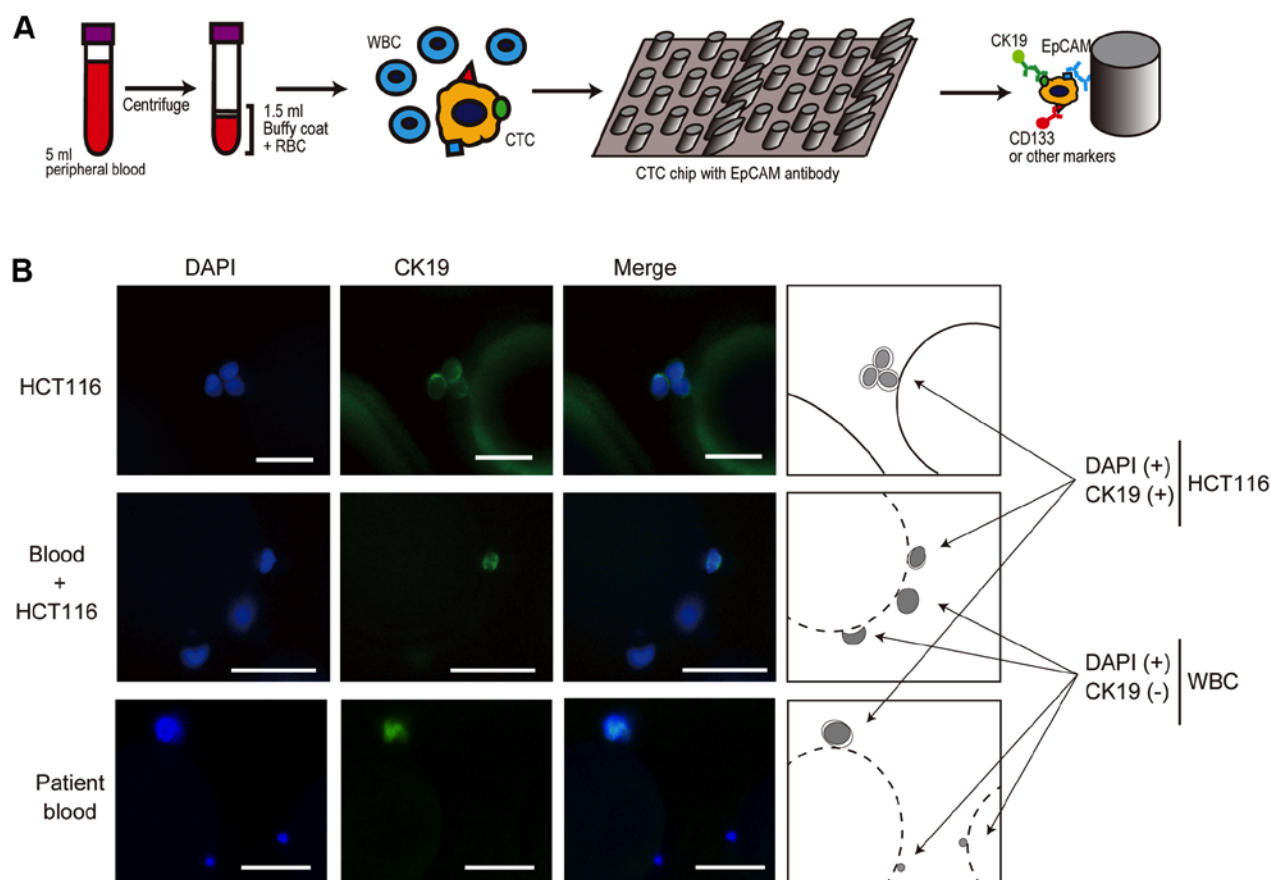 A
5 ml
peripheral blood
Centrifuge
1.5 ml
Buffy coat
+ RBC
WBC
CTC
CTC chip with EpCAM antibody
CK19
EpCAM
CD133
or other markers
B
DAPI
CK19
Merge
HCT116
Blood
+
HCT116
Patient
blood
DAPI (+)
CK19 (+)
HCT116
DAPI (+)
CK19 (-)
WBC